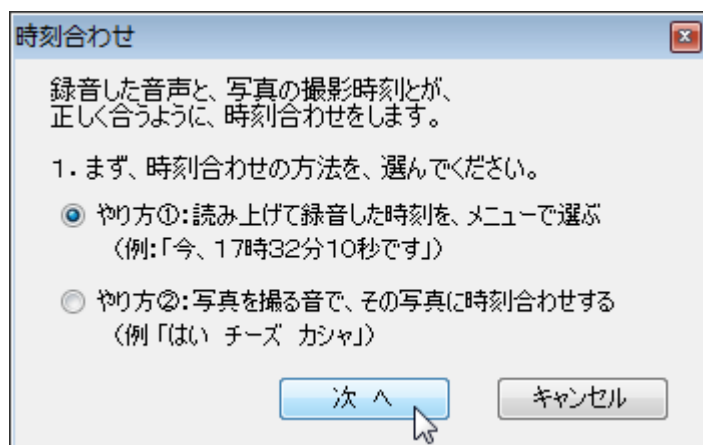 時刻合わせ
録音した音声と、写真の撮影時刻とが、
正しく合うように、時刻合わせをします。
1.まず、時刻合わせの方法を、選んでください。
やり方①:読み上げて録音した時刻を、メニューで選ぶ
(例:「今、17時32分10秒です」)
やり方②:写真を撮る音で、その写真に時刻合わせする
(例「はい チーズ カシャ」)
次 へ
キャンセル